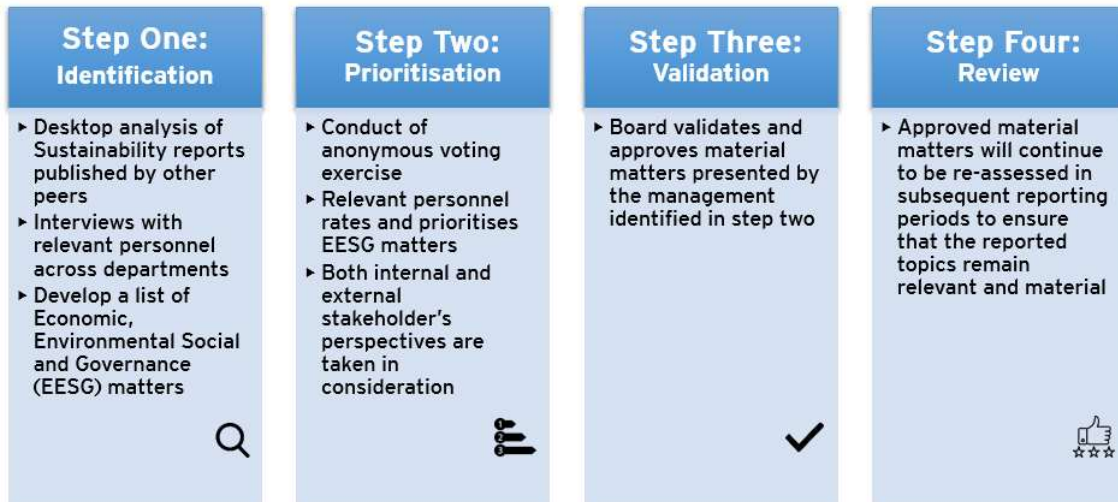 Step One:
Identification
▸ Desktop analysis of
Sustainability reports
published by other
peers
▸ Interviews with
relevant personnel
across departments
▸ Develop a list of
Economic,
Environmental Social
and Governance
(EESG) matters
Step Two:
Prioritisation
▸ Conduct of
anonymous voting
exercise
▸ Relevant personnel
rates and prioritises
EESG matters
▸ Both internal and
external
stakeholder’s
perspectives are
taken in
consideration
1
2
3
Step Three:
Validation
▸ Board validates and
approves material
matters presented by
the management
identified in step two
Step Four:
Review
▸ Approved material
matters will continue
to be re-assessed in
subsequent reporting
periods to ensure
that the reported
topics remain
relevant and material